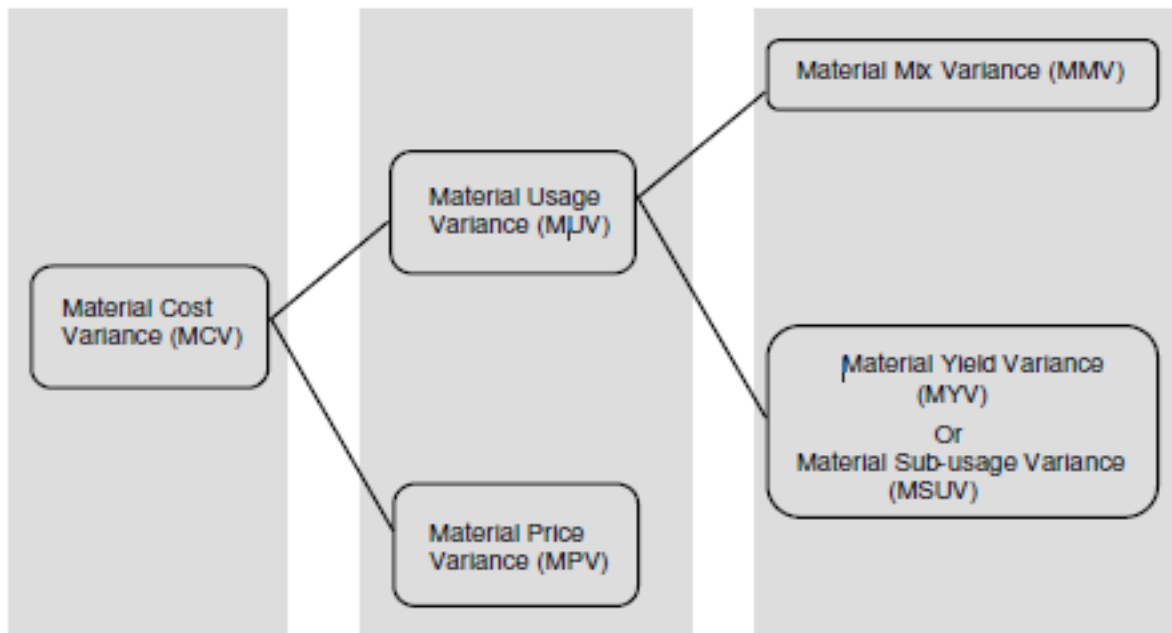 Material Cost
Variance (MCV)
Material Usage
Variance (MUV)
Material Price
Variance (MPV)
Material Mix Variance (MMV)
Material Yield Variance
(MYV)
Or
Material Sub-usage Variance
(MSUV)